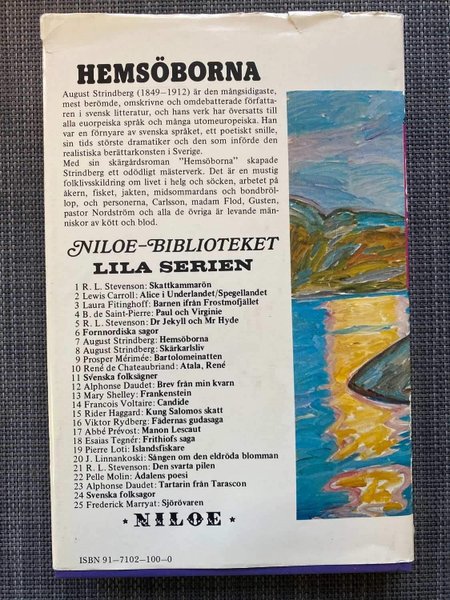 HEMSÖBORNA
August Strindberg (1849—1912) är den mångsidigaste,
mest berömde, omskrivne och omdebatterade författa-
ren i svensk litteratur, och hans verk har översatts till
alla euorpeiska språk och många utomeuropeiska. Han
var en förnyare av svenska språket, ett poetiskt snille,
sin tids störste dramatiker och den som införde den
realistiska berättarkonsten i Sverige.
Med sin skärgårdsroman "Hemsöborna" skapade
Strindberg ett odödligt mästerverk. Det är en mustig
folklivsskildring om livet i helg och söcken, arbetet på
åkern, fisket, jakten, midsommardans och bondbröl-
lop, och personerna, Carlsson, madam Flod, Gusten,
pastor Nordström och alla de övriga är levande män-
niskor av kött och blod.
NILOE—BIBLIOTEKET
LILA SERIEN
1 R. L. Stevenson: Skattkammarön
2 Lewis Carroll: Alice i Underlandet/Spegellandet
3 Laura Fitinghoff: Barnen ifrån Frostmofjället
4 B. de Saint-Pierre: Paul och Virginie
5 R. L. Stevenson: Dr Jekyll och Mr Hyde
6 Fornnordiska sagor
7 August Strindberg: Hemsöborna
8 August Strindberg: Skärkarlsliv
9 Prosper Mérimée: Bartolomeinatten
10 René de Chateaubriand: Atala, René
11 Svenska folksägner
12 Alphonse Daudet: Brev från min kvarn
13 Mary Shelley: Frankenstein
14 Francois Voltaire: Candide
15 Rider Haggard: Kung Salomos skatt
16 Viktor Rydberg: Fädernas gudasaga
17 Abbé Prévost: Manon Lescaut
18 Esaias Tegnér: Frithiofs saga
19 Pierre Loti: Islandsfiskare
20 J. Linnankoski: Sången om den eldröda blomman
21 R. L. Stevenson: Den svarta pilen
22 Pelle Molin: Ådalens poesi
23 Alphonse Daudet: Tartarin från Tarascon
24 Svenska folksagor
25 Frederick Marryat: Sjörövaren
* NILOE *
ISBN 91—7102—100—0